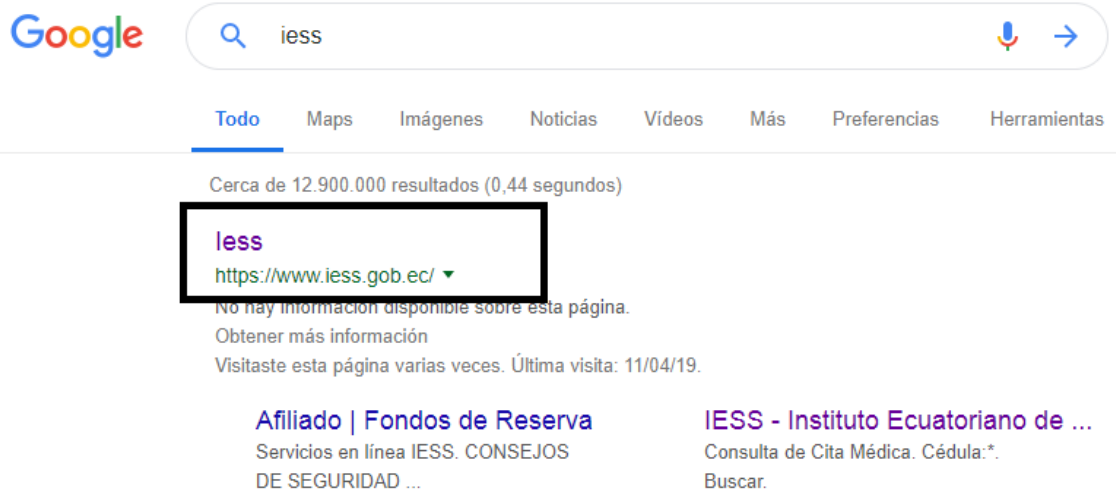 Google
iess
Todo Maps Imágenes Noticias Vídeos Más Preferencias Herramientas
Cerca de 12.900.000 resultados (0,44 segundos)
Iess
https://www.iess.gob.ec/
No hay información disponible sobre esta página.
Obtener más información
Visitaste esta página varias veces. Última visita: 11/04/19.
Afiliado | Fondos de Reserva
Servicios en línea IESS. CONSEJOS
DE SEGURIDAD ...
IESS - Instituto Ecuatoriano de ...
Consulta de Cita Médica. Cédula:*.
Buscar.